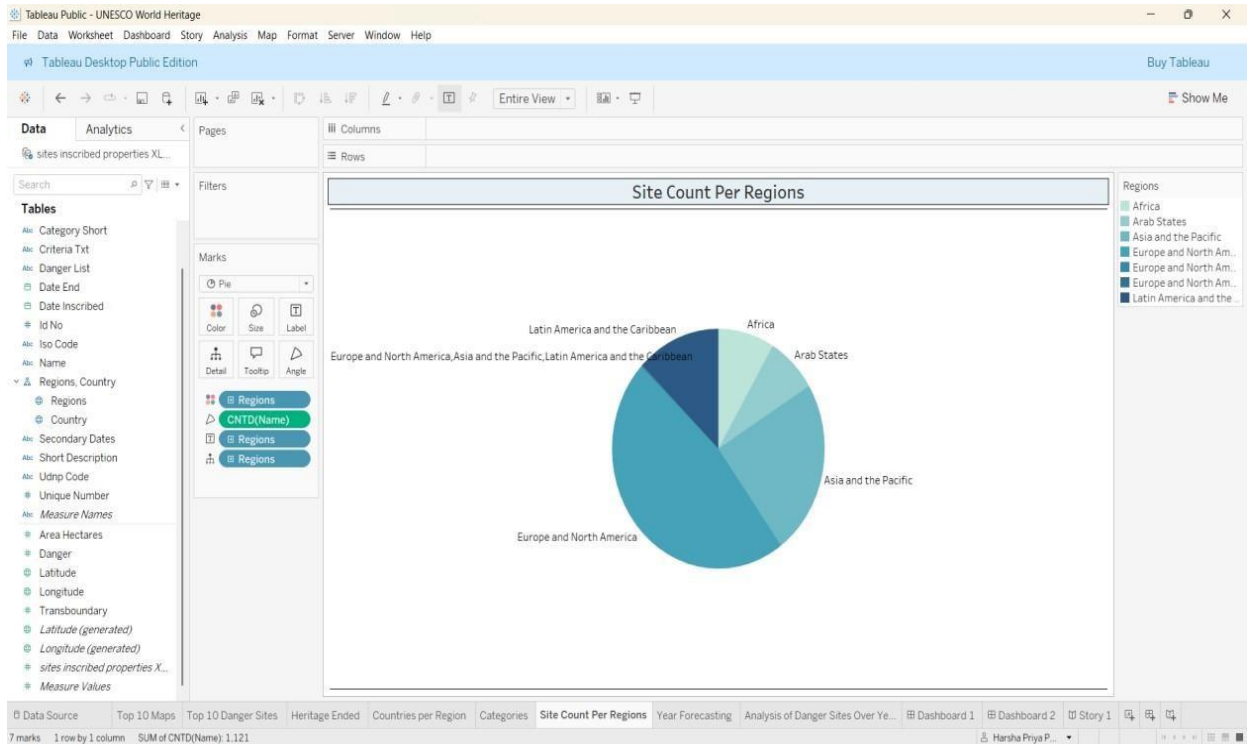 Tableau Public - UNESCO World Heritage
File Data Worksheet Dashboard Story Analysis Map Format Server Window Help
Tableau Desktop Public Edition
Buy Tableau
Entire View
Show Me
Data
Analytics
sites inscribed properties XL...
Search
Tables
Abc Category Short
Abc Criteria Txt
Abc Danger List
Date End
Date Inscribed
# Id No
Abc Iso Code
Abc Name
Regions, Country
Regions
Country
Abc Secondary Dates
Abc Short Description
Abc Udnp Code
# Unique Number
Abc Measure Names
# Area Hectares
# Danger
Latitude
Longitude
# Transboundary
Latitude (generated)
Longitude (generated)
# sites inscribed properties X...
# Measure Values
Pages
Filters
Marks
Pie
Color
Size
Label
Detail
Tooltip
Angle
Regions
CNTD(Name)
Regions
Regions
Columns
Rows
Site Count Per Regions
Latin America and the Caribbean
Africa
Europe and North America,Asia and the Pacific,Latin America and the Caribbean
Arab States
Asia and the Pacific
Europe and North America
Regions
Africa
Arab States
Asia and the Pacific
Europe and North Am...
Europe and North Am...
Europe and North Am...
Latin America and the ...
Data Source
Top 10 Maps
Top 10 Danger Sites
Heritage Ended
Countries per Region
Categories
Site Count Per Regions
Year Forecasting
Analysis of Danger Sites Over Ye...
Dashboard 1
Dashboard 2
Story 1
7 marks 1 row by 1 column SUM of CNTD(Name): 1,121
Harsha Priya P...